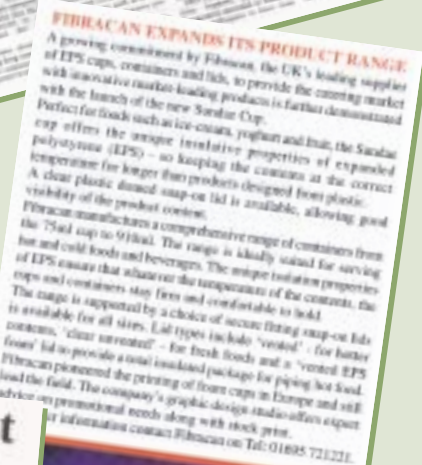 FIBRACAN EXPANDS ITS PRODUCT RANGE
A growing commitment by Fibracan, the UK's leading supplier
of EPS cups, containers and lids, to provide the catering market
with innovative market-leading products is further demonstrated
with the launch of the new Sundae Cup.
Perfect for foods such as ice-cream, yoghurt and fruit, the Sundae
cup offers the unique insulative properties of expanded
polystyrene (EPS) - so keeping the contents at the correct
temperature for longer than products designed from plastic.
A clear plastic domed snap-on lid is available, allowing good
visibility of the product content.
Fibracan manufactures a comprehensive range of containers from
the 75ml cup to 910ml. The range is ideally suited for serving
hot and cold foods and beverages. The unique isolation properties
of EPS ensure that whatever the temperature of the contents, the
cups and containers stay firm and comfortable to hold.
The range is supported by a choice of secure fitting snap-on lids
is available for all sizes. Lid types include 'vented' - for hotter
contents, 'clear unvented' - for fresh foods and a 'vented EPS
foam' lid to provide a total insulated package for piping hot food.
Fibracan pioneered the printing of foam cups in Europe and still
lead the field. The company's graphic design studio offers expert
on promotional needs along with stock print.
information contact Fibracan on Tel: 01695 721221.
t